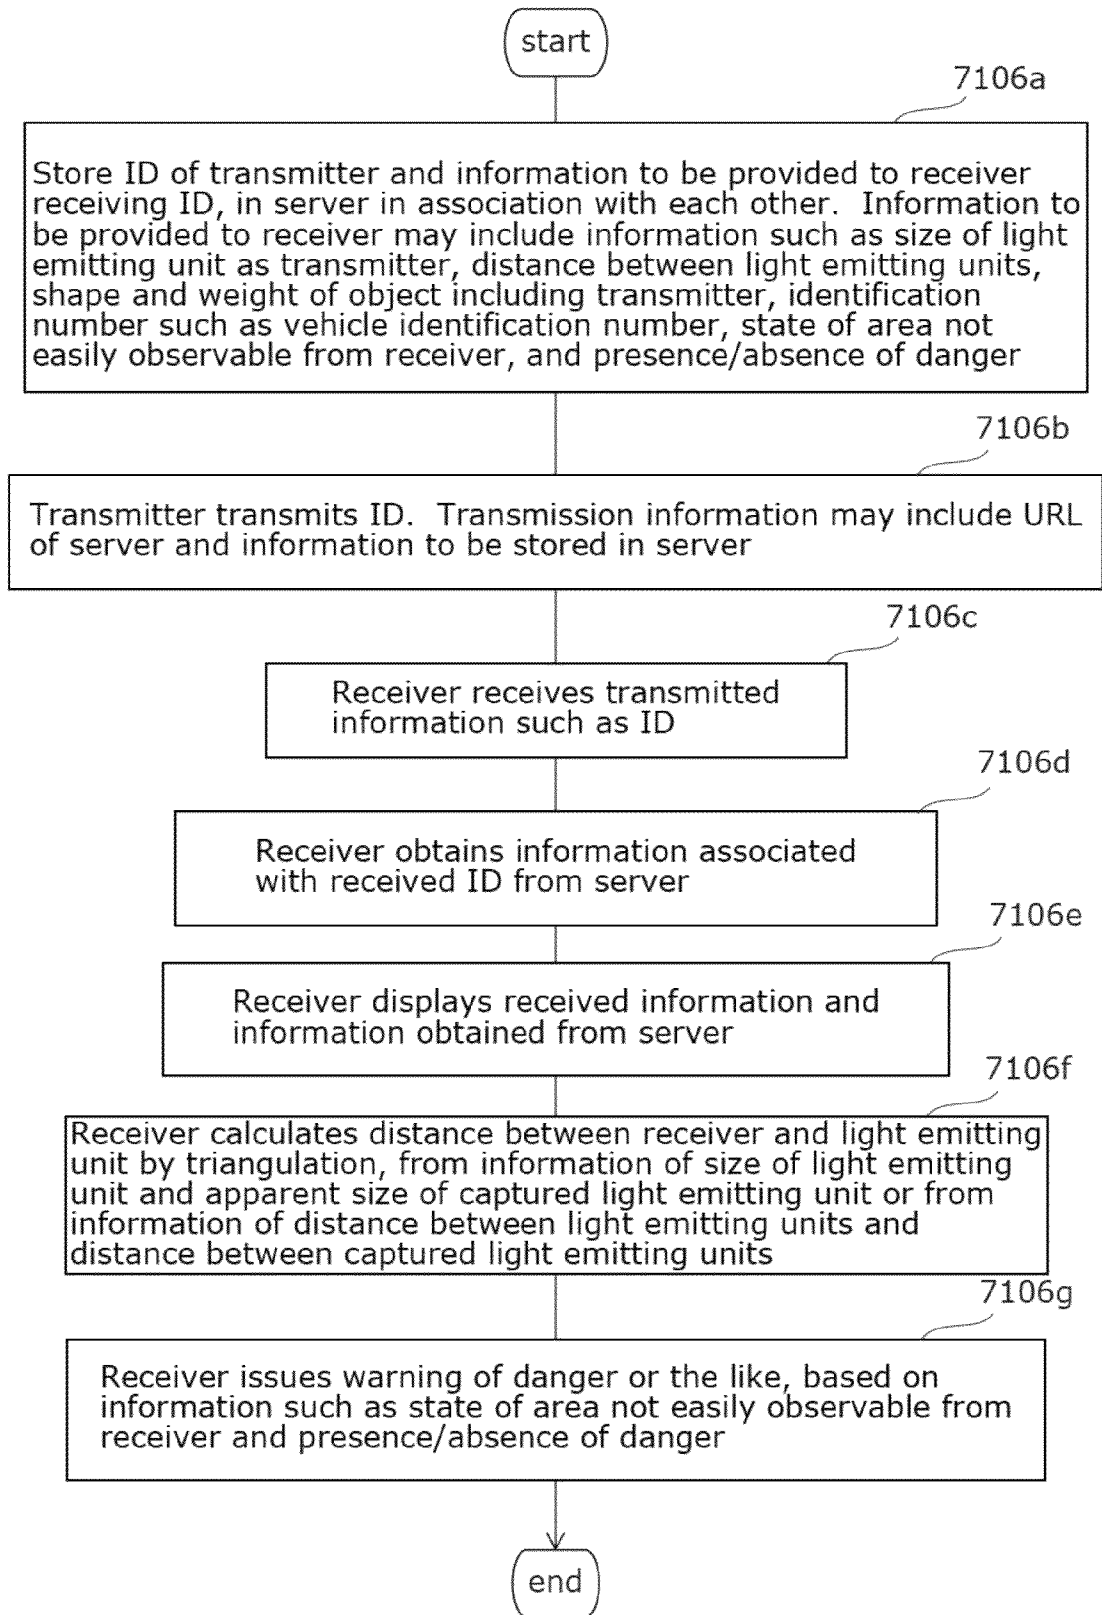 start
7106a
Store ID of transmitter and information to be provided to receiver
receiving ID, in server in association with each other.  Information to
be provided to receiver may include information such as size of light
emitting unit as transmitter, distance between light emitting units,
shape and weight of object including transmitter, identification
number such as vehicle identification number, state of area not
easily observable from receiver, and presence/absence of danger
7106b
Transmitter transmits ID.  Transmission information may include URL
of server and information to be stored in server
7106c
Receiver receives transmitted
information such as ID
7106d
Receiver obtains information associated
with received ID from server
7106e
Receiver displays received information and
information obtained from server
7106f
Receiver calculates distance between receiver and light emitting
unit by triangulation, from information of size of light emitting
unit and apparent size of captured light emitting unit or from
information of distance between light emitting units and
distance between captured light emitting units
7106g
Receiver issues warning of danger or the like, based on
information such as state of area not easily observable from
receiver and presence/absence of danger
end